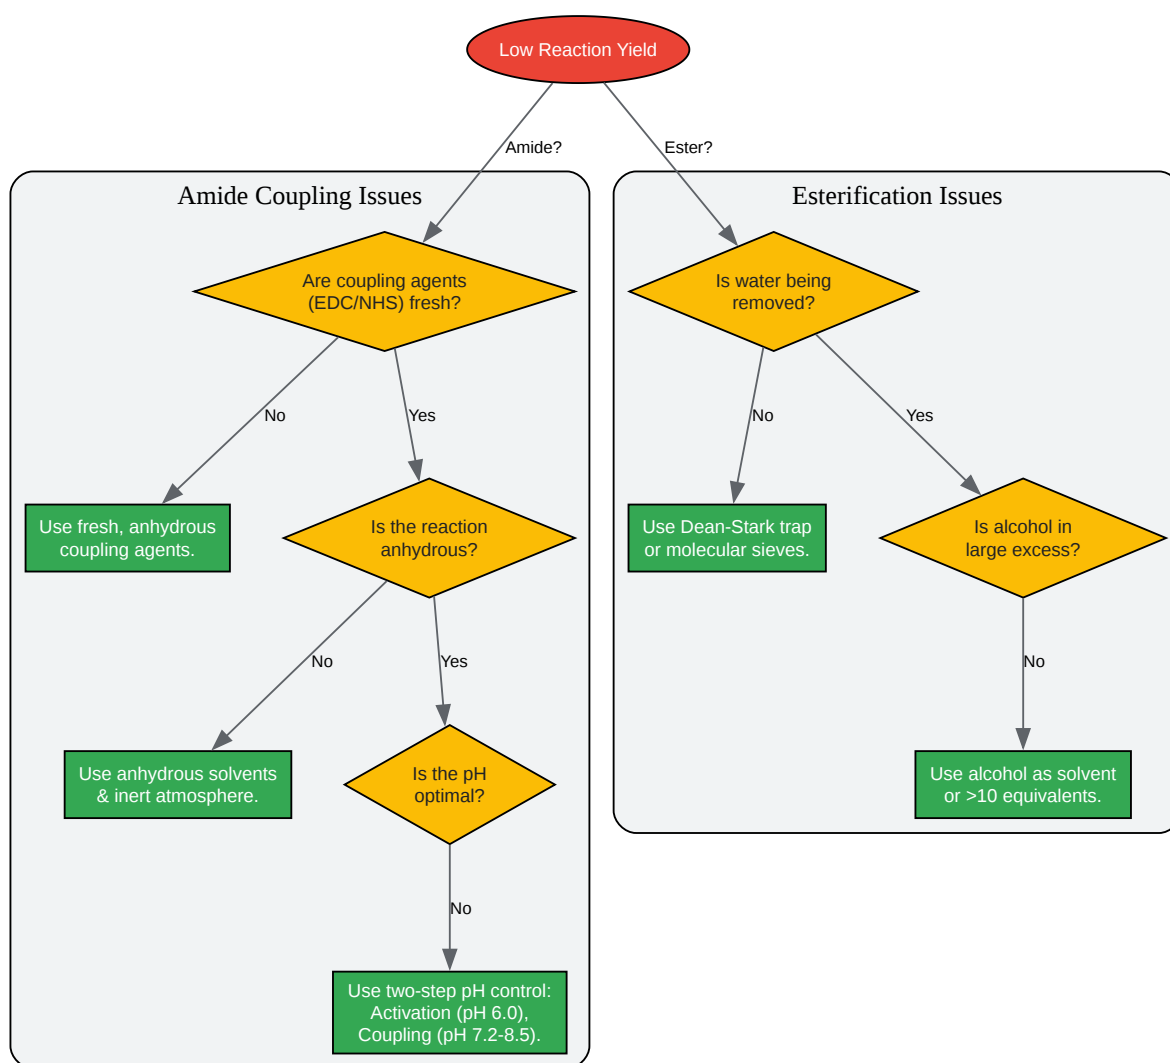 Low Reaction Yield
Amide?
Ester?
Amide Coupling Issues
Are coupling agents
(EDC/NHS) fresh?
No
Yes
Use fresh, anhydrous
coupling agents.
Is the reaction
anhydrous?
No
Yes
Use anhydrous solvents
& inert atmosphere.
Is the pH
optimal?
No
Use two-step pH control:
Activation (pH 6.0),
Coupling (pH 7.2-8.5).
Esterification Issues
Is water being
removed?
No
Yes
Use Dean-Stark trap
or molecular sieves.
Is alcohol in
large excess?
No
Use alcohol as solvent
or >10 equivalents.